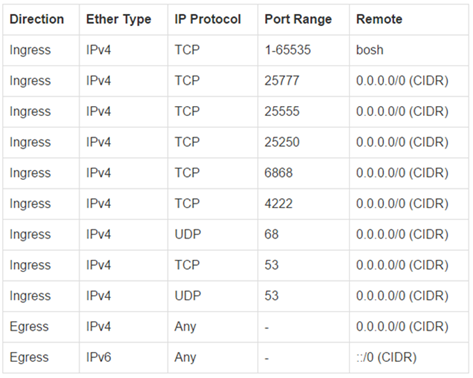 Direction Ether Type IP Protocol Port Range Remote
Ingress IPv4 TCP 1-65535 bosh
Ingress IPv4 TCP 25777 0.0.0.0/0 (CIDR)
Ingress IPv4 TCP 25555 0.0.0.0/0 (CIDR)
Ingress IPv4 TCP 25250 0.0.0.0/0 (CIDR)
Ingress IPv4 TCP 6868 0.0.0.0/0 (CIDR)
Ingress IPv4 TCP 4222 0.0.0.0/0 (CIDR)
Ingress IPv4 UDP 68 0.0.0.0/0 (CIDR)
Ingress IPv4 TCP 53 0.0.0.0/0 (CIDR)
Ingress IPv4 UDP 53 0.0.0.0/0 (CIDR)
Egress IPv4 Any - 0.0.0.0/0 (CIDR)
Egress IPv6 Any - ::/0 (CIDR)